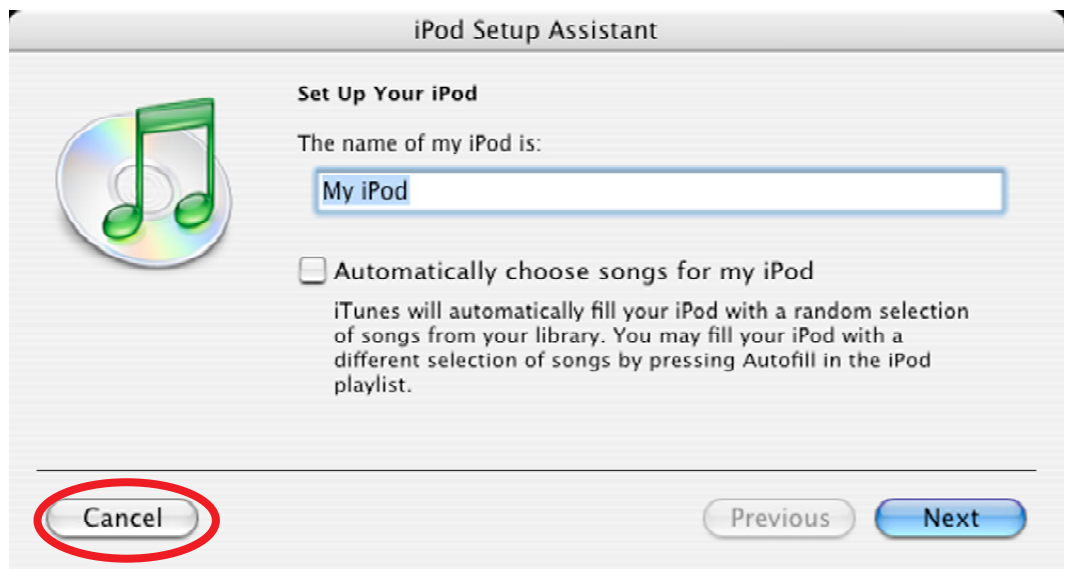 iPod Setup Assistant
Set Up Your iPod
The name of my iPod is:
My iPod
Automatically choose songs for my iPod
iTunes will automatically fill your iPod with a random selection
of songs from your library. You may fill your iPod with a
different selection of songs by pressing Autofill in the iPod
playlist.
Cancel
Previous
Next